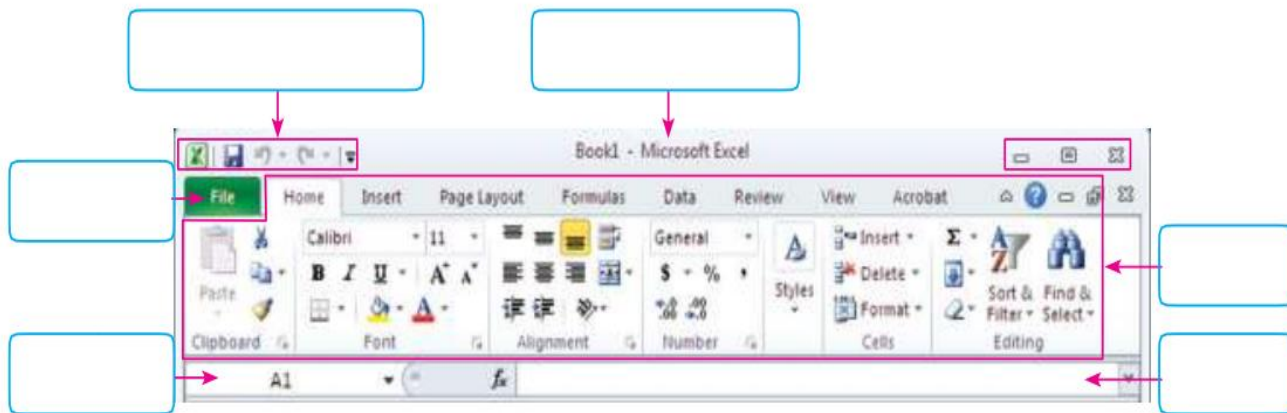 Book1 - Microsoft Excel
File Home Insert Page Layout Formulas Data Review View Acrobat
Calibri 11 General Insert
B I U A A $ % , Delete
Paste Styles Format Sort & Filter Find & Select
Clipboard Font Alignment Number Cells Editing
A1 fx